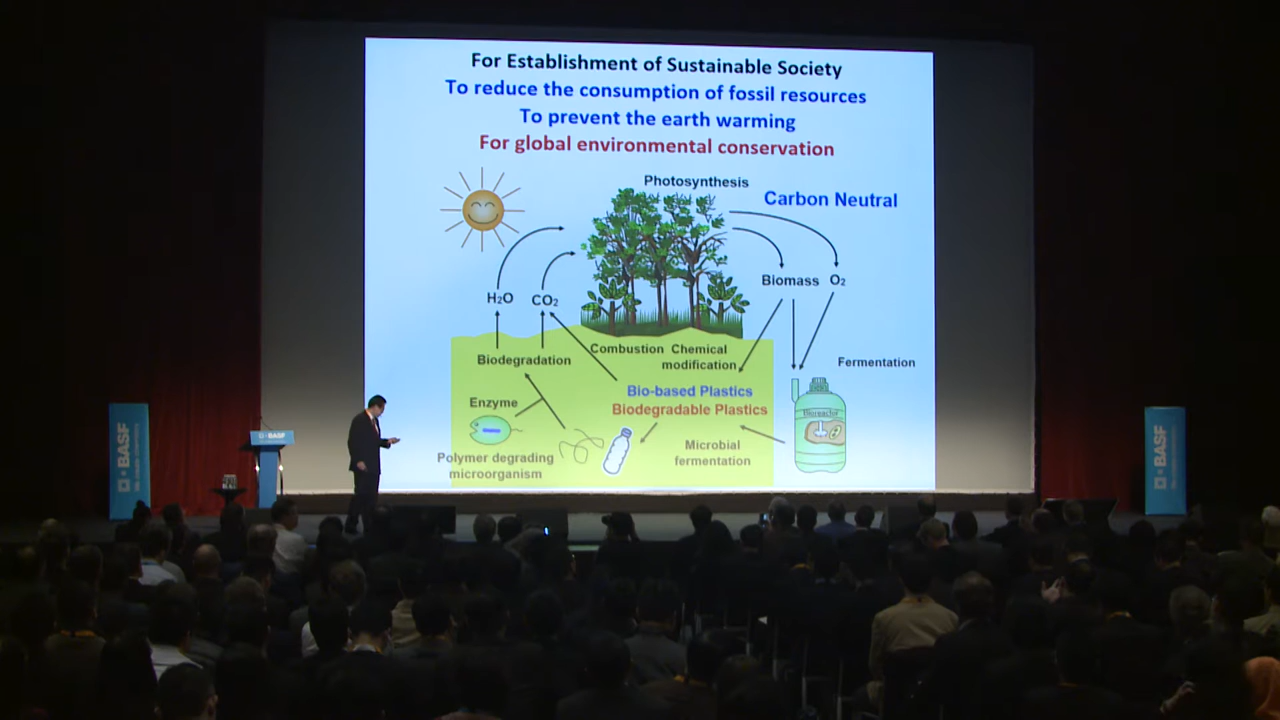 For Establishment of Sustainable Society
To reduce the consumption of fossil resources
To prevent the earth warming
For global environmental conservation
Photosynthesis
Carbon Neutral
Biomass O2
H2O CO2
Combustion Chemical
modification
Biodegradation
Fermentation
Bio-based Plastics
Biodegradable Plastics
Enzyme
Bioreactor
Microbial
fermentation
Polymer degrading
microorganism
BASF
BASF
BASF